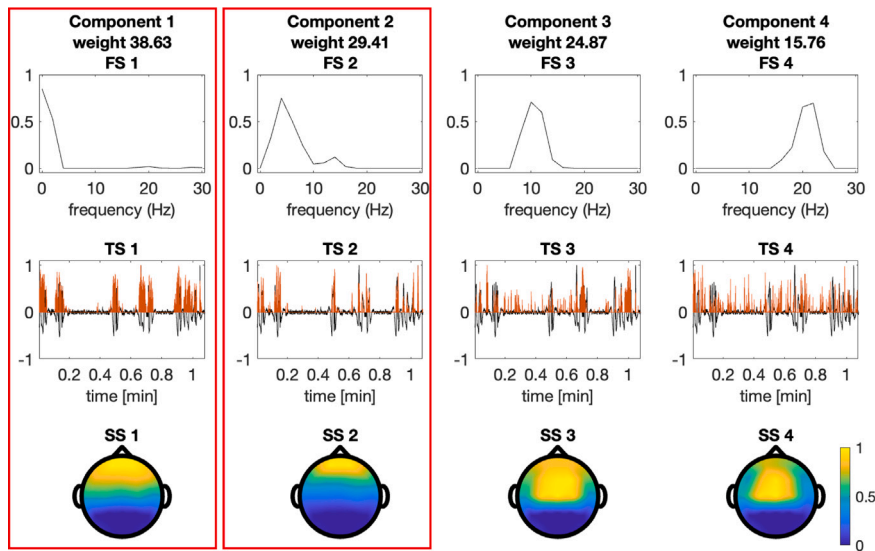 Component 1 Component 2 Component 3 Component 4
weight 38.63 weight 29.41 weight 24.87 weight 15.76
FS 1 FS 2 FS 3 FS 4
1 1 1 1
0.5 0.5 0.5 0.5
0 0 0 0
0 10 20 30 0 10 20 30 0 10 20 30 0 10 20 30
frequency (Hz) frequency (Hz) frequency (Hz) frequency (Hz)
TS 1 TS 2 TS 3 TS 4
1 1 1 1
0 0 0 0
-1 -1 -1 -1
0.2 0.4 0.6 0.8 1 0.2 0.4 0.6 0.8 1 0.2 0.4 0.6 0.8 1 0.2 0.4 0.6 0.8 1
time [min] time [min] time [min] time [min]
SS 1 SS 2 SS 3 SS 4
1
0.5
0